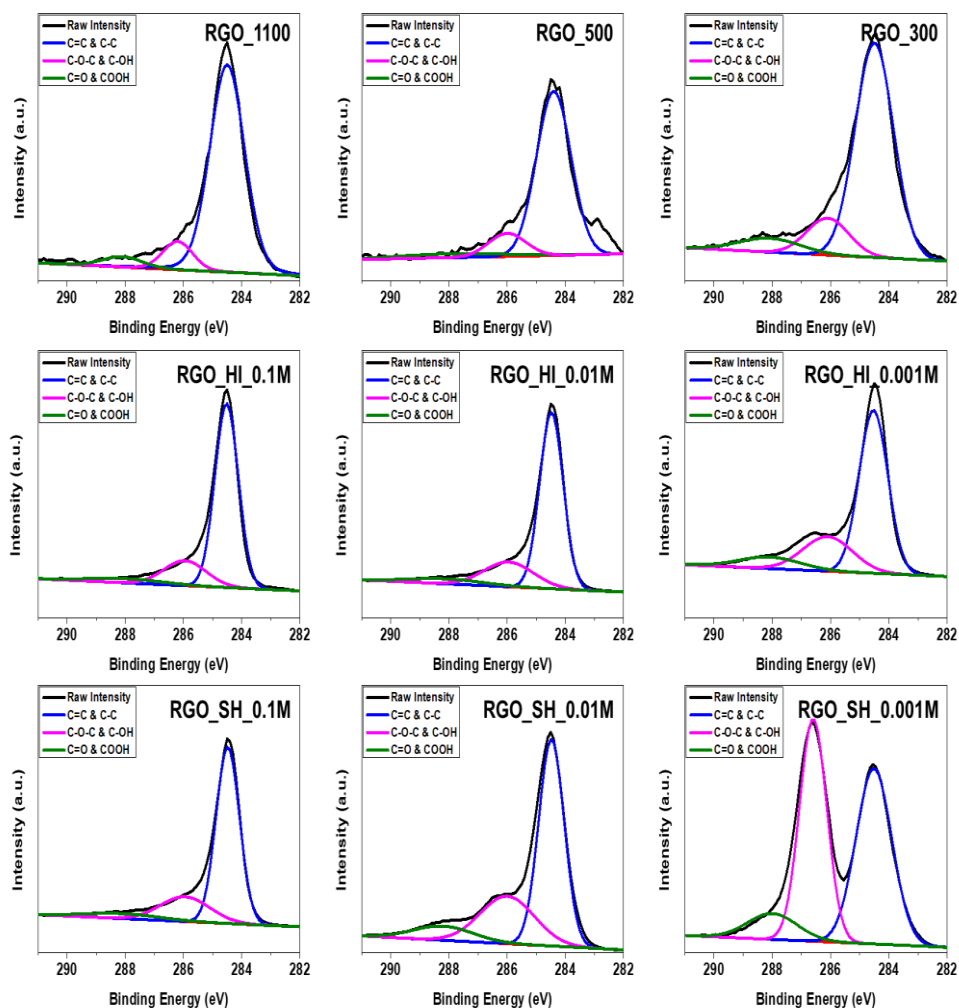 Raw Intensity
C=C & C-C
C-O-C & C-OH
C=O & COOH
RGO_1100
Intensity (a.u.)
290 288 286 284 282
Binding Energy (eV)
Raw Intensity
C=C & C-C
C-O-C & C-OH
C=O & COOH
RGO_500
Intensity (a.u.)
290 288 286 284 282
Binding Energy (eV)
Raw Intensity
C=C & C-C
C-O-C & C-OH
C=O & COOH
RGO_300
Intensity (a.u.)
290 288 286 284 282
Binding Energy (eV)
Raw Intensity
C=C & C-C
C-O-C & C-OH
C=O & COOH
RGO_HI_0.1M
Intensity (a.u.)
290 288 286 284 282
Binding Energy (eV)
Raw Intensity
C=C & C-C
C-O-C & C-OH
C=O & COOH
RGO_HI_0.01M
Intensity (a.u.)
290 288 286 284 282
Binding Energy (eV)
Raw Intensity
C=C & C-C
C-O-C & C-OH
C=O & COOH
RGO_HI_0.001M
Intensity (a.u.)
290 288 286 284 282
Binding Energy (eV)
Raw Intensity
C=C & C-C
C-O-C & C-OH
C=O & COOH
RGO_SH_0.1M
Intensity (a.u.)
290 288 286 284 282
Binding Energy (eV)
Raw Intensity
C=C & C-C
C-O-C & C-OH
C=O & COOH
RGO_SH_0.01M
Intensity (a.u.)
290 288 286 284 282
Binding Energy (eV)
Raw Intensity
C=C & C-C
C-O-C & C-OH
C=O & COOH
RGO_SH_0.001M
Intensity (a.u.)
290 288 286 284 282
Binding Energy (eV)